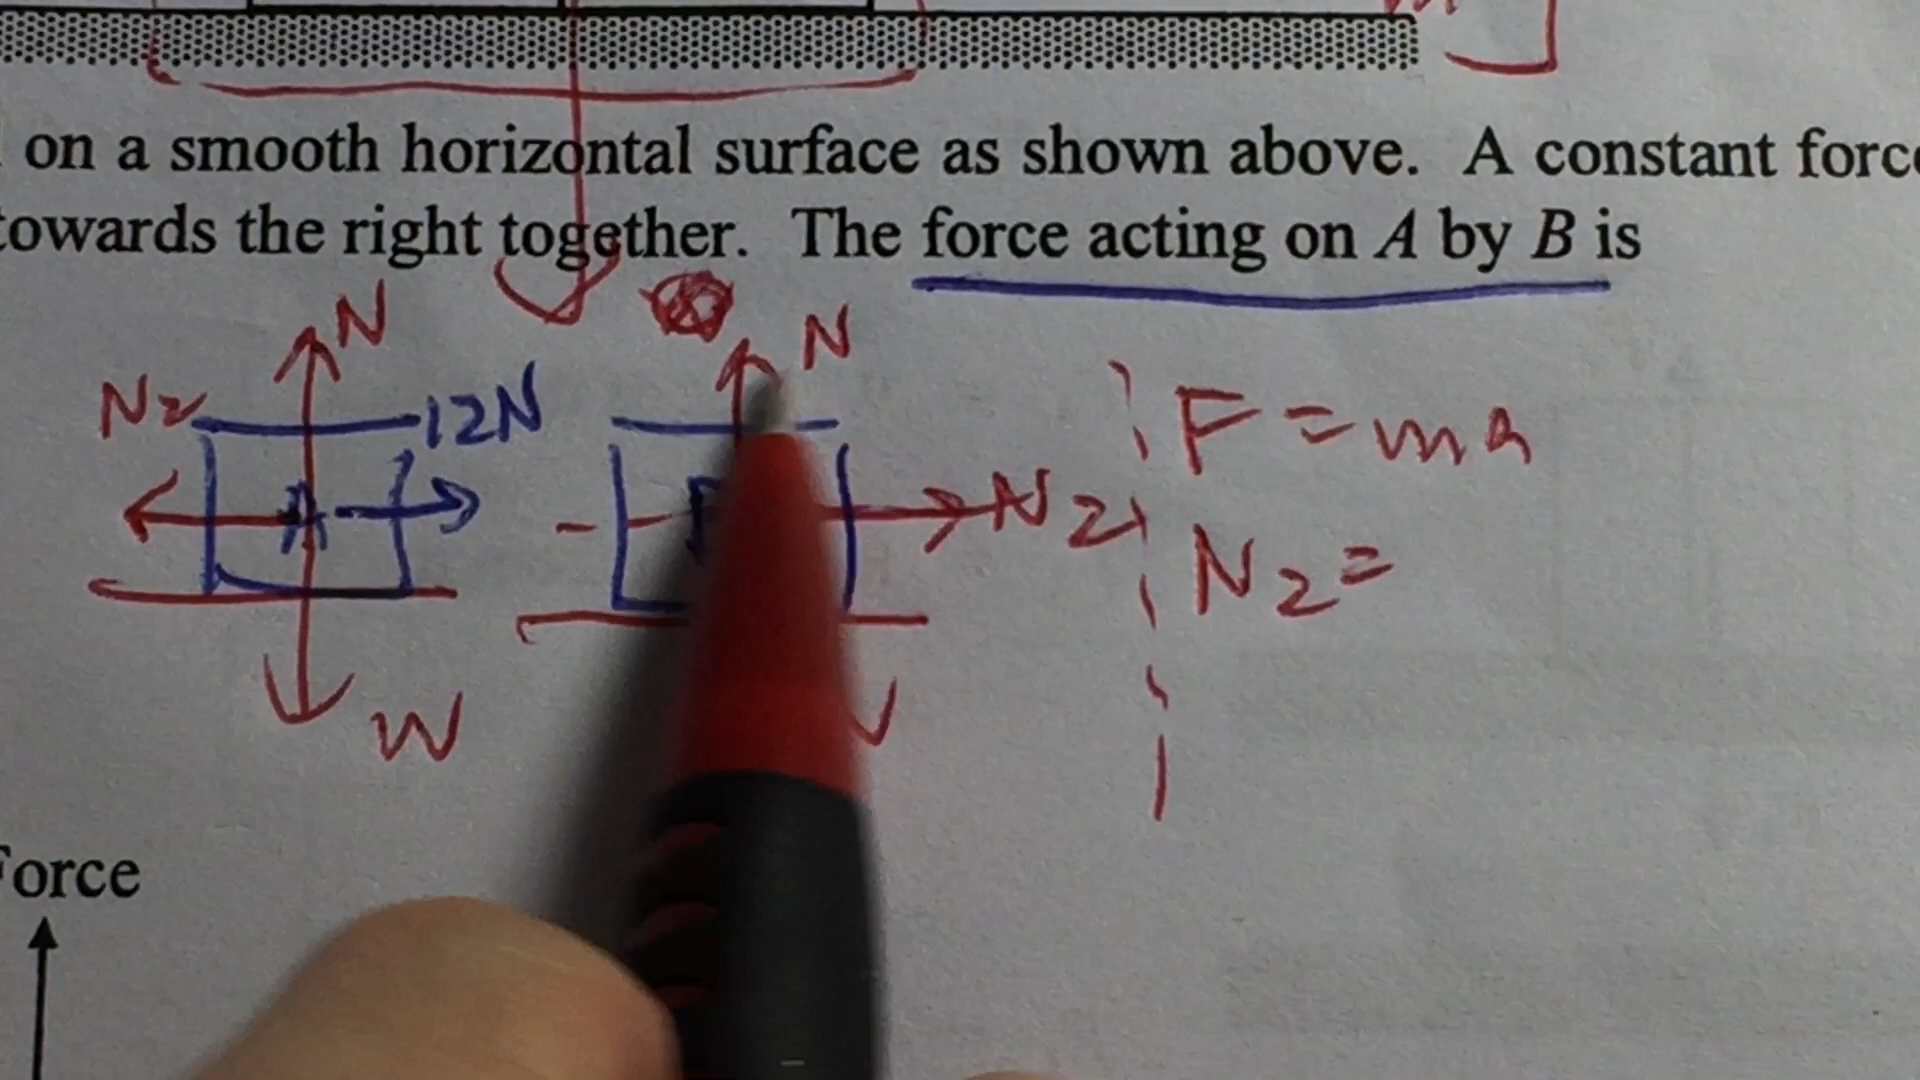 on a smooth horizontal surface as shown above. A constant force
towards the right together. The force acting on A by B is
N
N
N2
12N
F = ma
A
N2
N2 =
W
Force